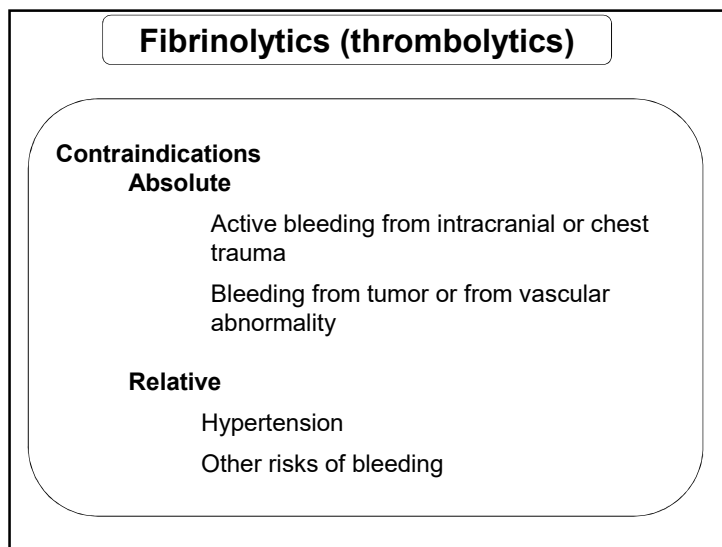 Fibrinolytics (thrombolytics)
Contraindications
Absolute
Active bleeding from intracranial or chest
trauma
Bleeding from tumor or from vascular
abnormality
Relative
Hypertension
Other risks of bleeding